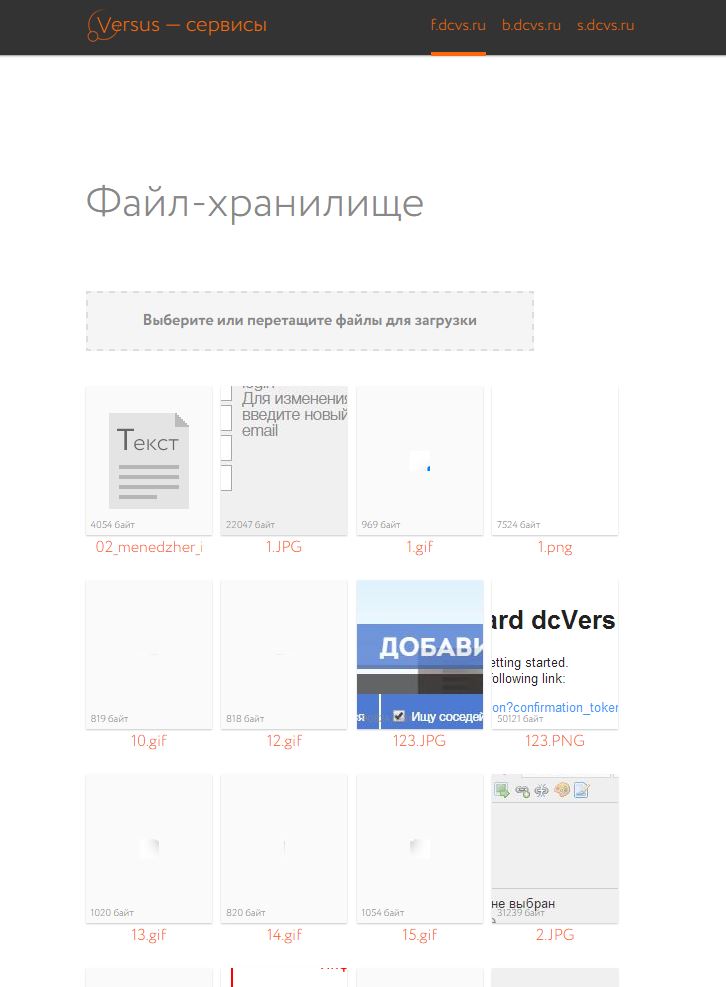 Versus — сервисы
f.dcvs.ru b.dcvs.ru s.dcvs.ru
Файл-хранилище
Выберите или перетащите файлы для загрузки
Текст
4054 байт
02_menedzher_i
Для изменения
введите новый
email
22047 байт
1.JPG
969 байт
1.gif
7524 байт
1.png
819 байт
10.gif
818 байт
12.gif
ДОБАВИ
Ищу соседей
123.JPG
ard dcVers
etting started.
ollowing link:
on?confirmation_token
50121 байт
123.PNG
1020 байт
13.gif
820 байт
14.gif
1054 байт
15.gif
не выбран
31239 байт
2.JPG